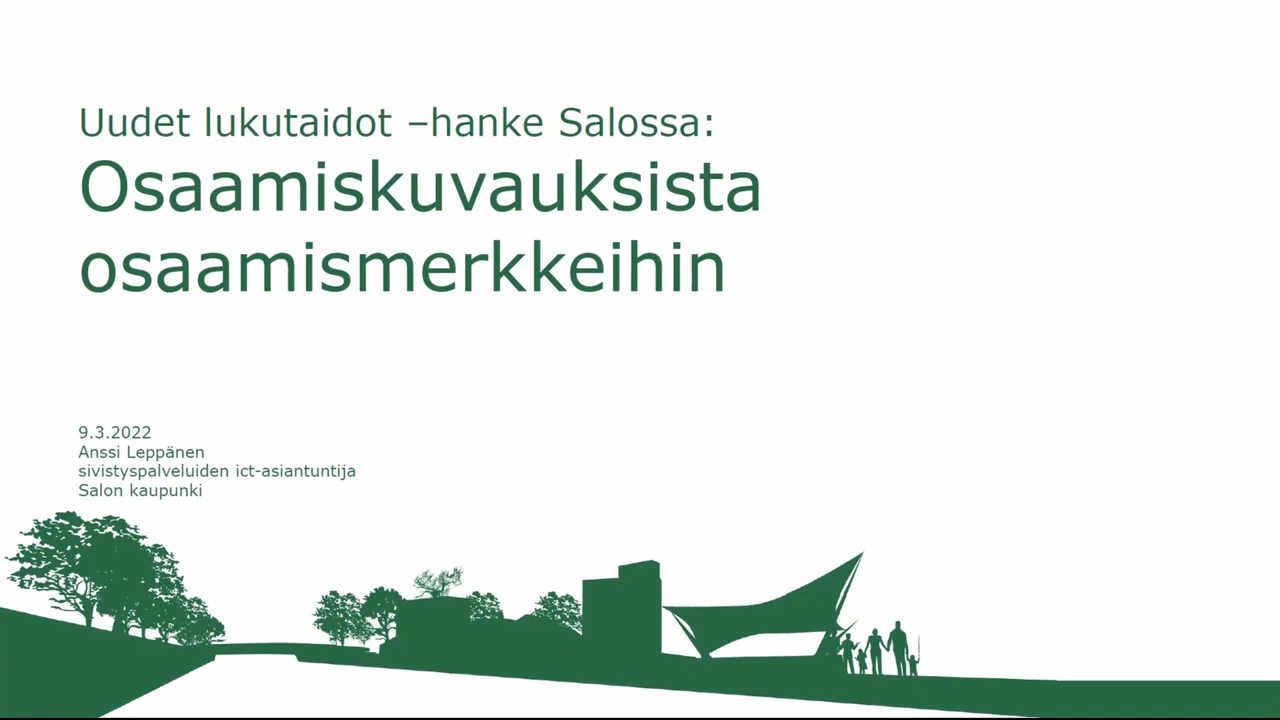 Uudet lukutaidot –hanke Salossa:
Osaamiskuvauksista
osaamismerkkeihin
9.3.2022
Anssi Leppänen
sivistyspalveluiden ict-asiantuntija
Salon kaupunki